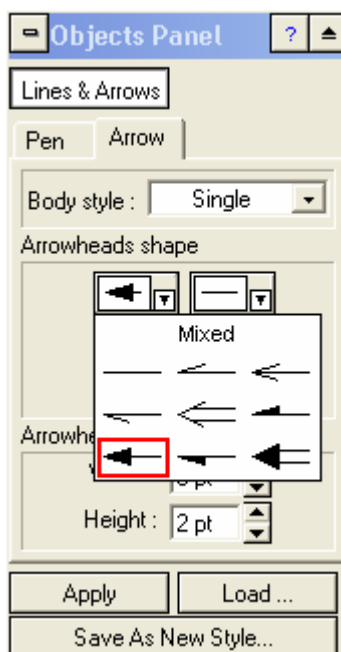 Objects Panel ?
Lines & Arrows
Pen Arrow
Body style : Single
Arrowheads shape
Mixed
Height : 2 pt
Apply Load ...
Save As New Style...